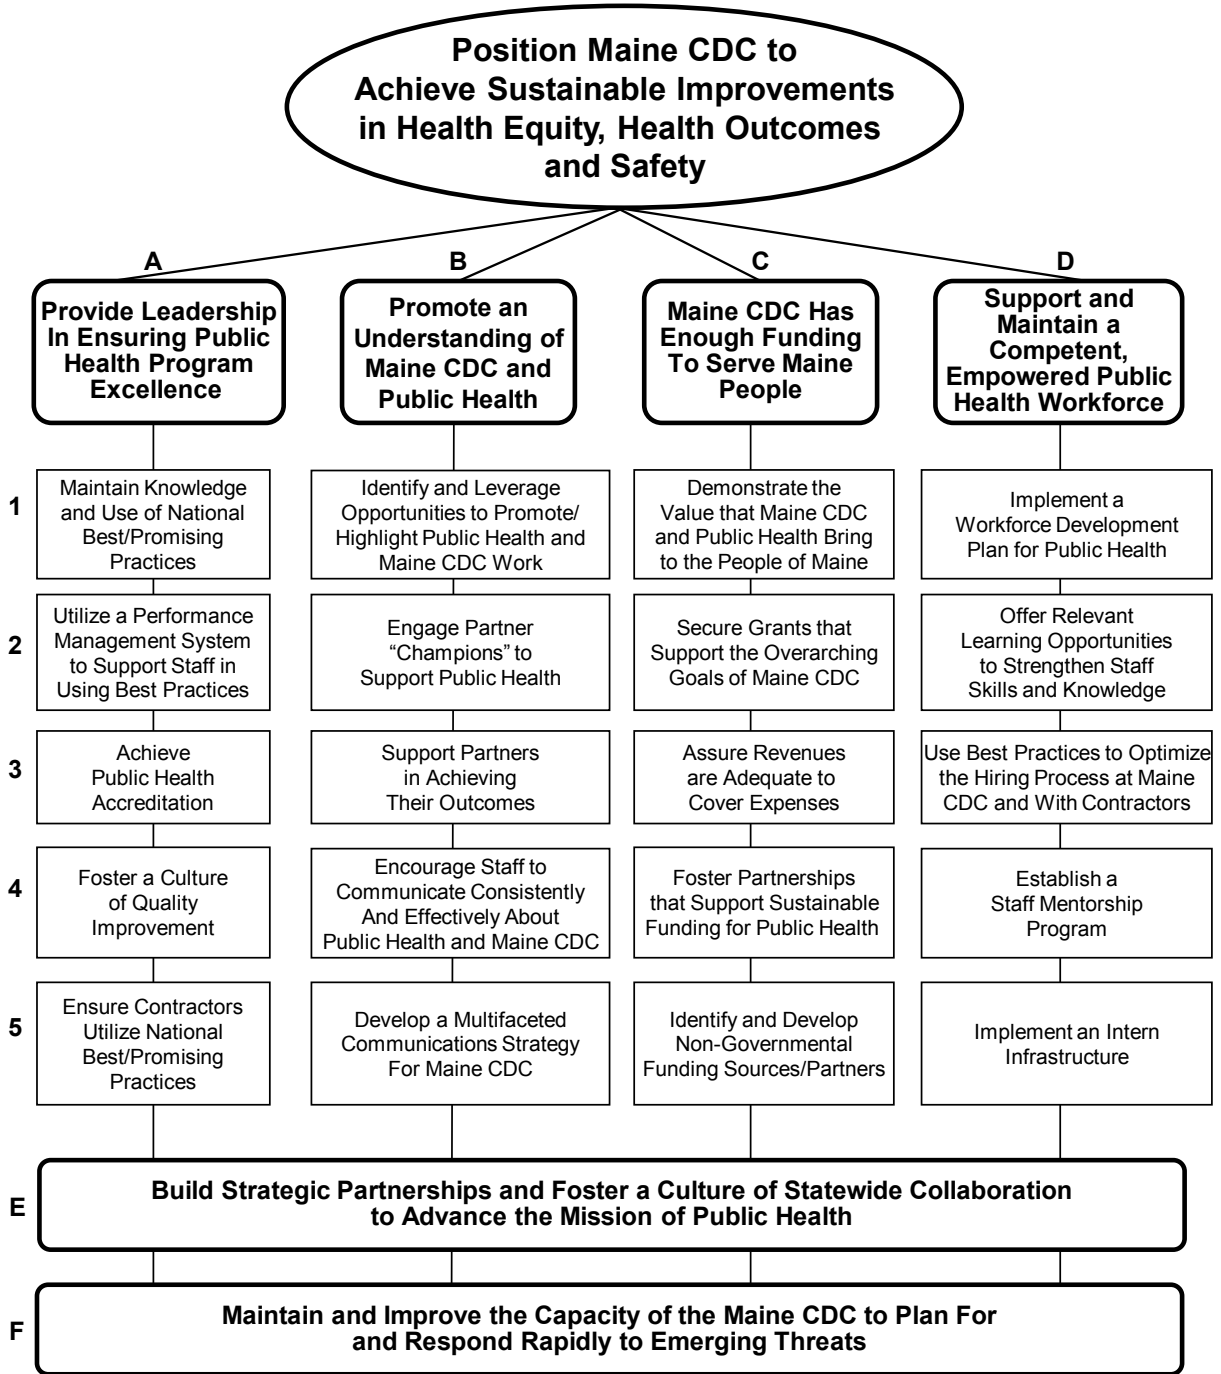 Position Maine CDC to
Achieve Sustainable Improvements
in Health Equity, Health Outcomes
and Safety
A
B
C
D
Provide Leadership
In Ensuring Public
Health Program
Excellence
Promote an
Understanding of
Maine CDC and
Public Health
Maine CDC Has
Enough Funding
To Serve Maine
People
Support and
Maintain a
Competent,
Empowered Public
Health Workforce
1
Maintain Knowledge
and Use of National
Best/Promising
Practices
Identify and Leverage
Opportunities to Promote/
Highlight Public Health and
Maine CDC Work
Demonstrate the
Value that Maine CDC
and Public Health Bring
to the People of Maine
Implement a
Workforce Development
Plan for Public Health
2
Utilize a Performance
Management System
to Support Staff in
Using Best Practices
Engage Partner
“Champions” to
Support Public Health
Secure Grants that
Support the Overarching
Goals of Maine CDC
Offer Relevant
Learning Opportunities
to Strengthen Staff
Skills and Knowledge
3
Achieve
Public Health
Accreditation
Support Partners
in Achieving
Their Outcomes
Assure Revenues
are Adequate to
Cover Expenses
Use Best Practices to Optimize
the Hiring Process at Maine
CDC and With Contractors
4
Foster a Culture
of Quality
Improvement
Encourage Staff to
Communicate Consistently
And Effectively About
Public Health and Maine CDC
Foster Partnerships
that Support Sustainable
Funding for Public Health
Establish a
Staff Mentorship
Program
5
Ensure Contractors
Utilize National
Best/Promising
Practices
Develop a Multifaceted
Communications Strategy
For Maine CDC
Identify and Develop
Non-Governmental
Funding Sources/Partners
Implement an Intern
Infrastructure
E
Build Strategic Partnerships and Foster a Culture of Statewide Collaboration
to Advance the Mission of Public Health
F
Maintain and Improve the Capacity of the Maine CDC to Plan For
and Respond Rapidly to Emerging Threats